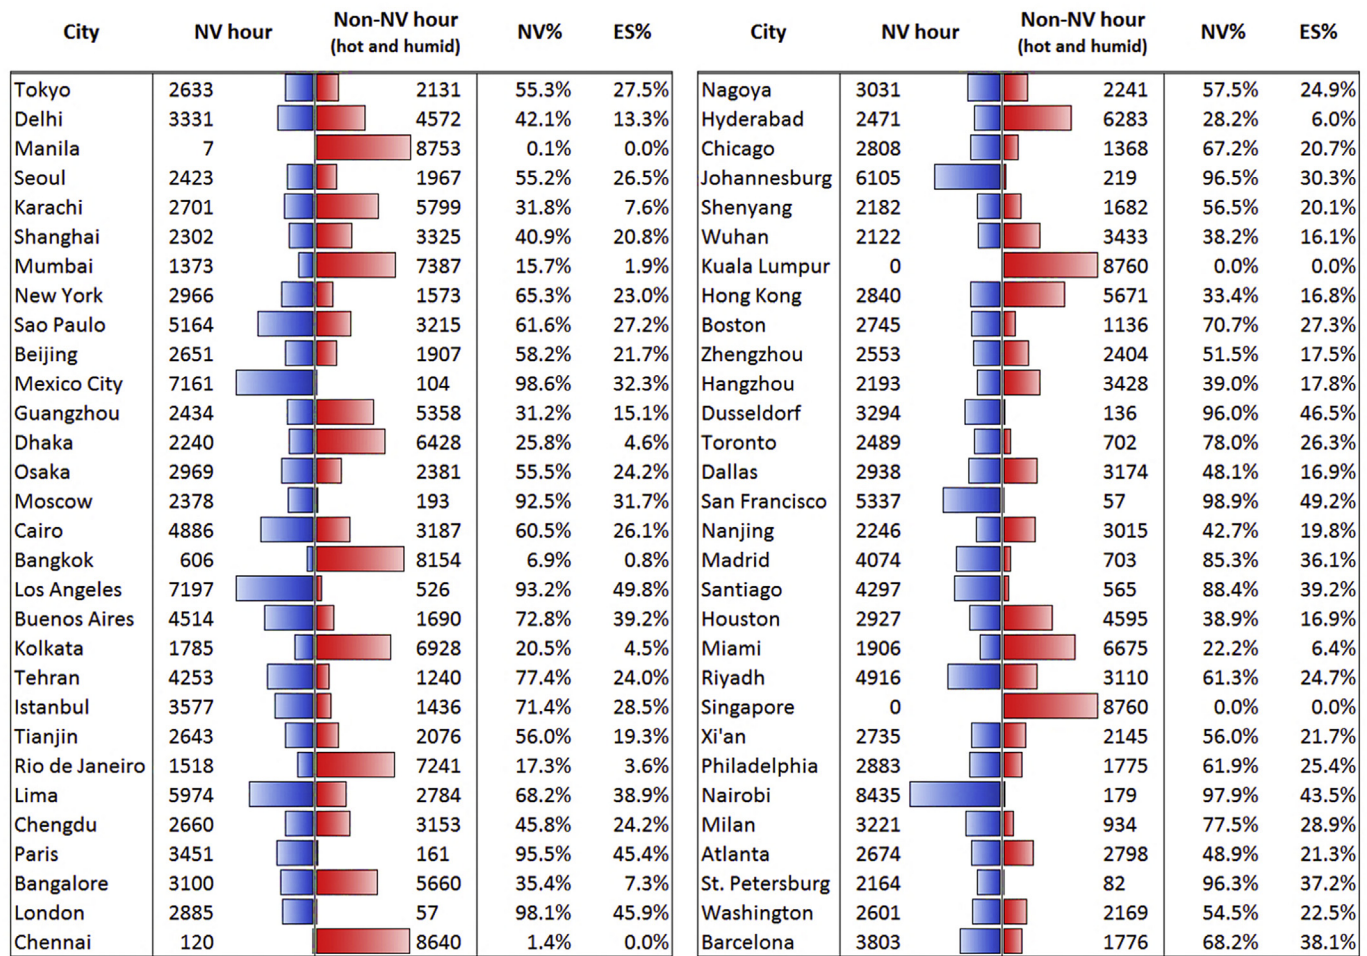 City NV hour Non-NV hour (hot and humid) NV% ES% City NV hour Non-NV hour (hot and humid) NV% ES%
Tokyo 2633 2131 55.3% 27.5% Nagoya 3031 2241 57.5% 24.9%
Delhi 3331 4572 42.1% 13.3% Hyderabad 2471 6283 28.2% 6.0%
Manila 7 8753 0.1% 0.0% Chicago 2808 1368 67.2% 20.7%
Seoul 2423 1967 55.2% 26.5% Johannesburg 6105 219 96.5% 30.3%
Karachi 2701 5799 31.8% 7.6% Shenyang 2182 1682 56.5% 20.1%
Shanghai 2302 3325 40.9% 20.8% Wuhan 2122 3433 38.2% 16.1%
Mumbai 1373 7387 15.7% 1.9% Kuala Lumpur 0 8760 0.0% 0.0%
New York 2966 1573 65.3% 23.0% Hong Kong 2840 5671 33.4% 16.8%
Sao Paulo 5164 3215 61.6% 27.2% Boston 2745 1136 70.7% 27.3%
Beijing 2651 1907 58.2% 21.7% Zhengzhou 2553 2404 51.5% 17.5%
Mexico City 7161 104 98.6% 32.3% Hangzhou 2193 3428 39.0% 17.8%
Guangzhou 2434 5358 31.2% 15.1% Dusseldorf 3294 136 96.0% 46.5%
Dhaka 2240 6428 25.8% 4.6% Toronto 2489 702 78.0% 26.3%
Osaka 2969 2381 55.5% 24.2% Dallas 2938 3174 48.1% 16.9%
Moscow 2378 193 92.5% 31.7% San Francisco 5337 57 98.9% 49.2%
Cairo 4886 3187 60.5% 26.1% Nanjing 2246 3015 42.7% 19.8%
Bangkok 606 8154 6.9% 0.8% Madrid 4074 703 85.3% 36.1%
Los Angeles 7197 526 93.2% 49.8% Santiago 4297 565 88.4% 39.2%
Buenos Aires 4514 1690 72.8% 39.2% Houston 2927 4595 38.9% 16.9%
Kolkata 1785 6928 20.5% 4.5% Miami 1906 6675 22.2% 6.4%
Tehran 4253 1240 77.4% 24.0% Riyadh 4916 3110 61.3% 24.7%
Istanbul 3577 1436 71.4% 28.5% Singapore 0 8760 0.0% 0.0%
Tianjin 2643 2076 56.0% 19.3% Xi'an 2735 2145 56.0% 21.7%
Rio de Janeiro 1518 7241 17.3% 3.6% Philadelphia 2883 1775 61.9% 25.4%
Lima 5974 2784 68.2% 38.9% Nairobi 8435 179 97.9% 43.5%
Chengdu 2660 3153 45.8% 24.2% Milan 3221 934 77.5% 28.9%
Paris 3451 161 95.5% 45.4% Atlanta 2674 2798 48.9% 21.3%
Bangalore 3100 5660 35.4% 7.3% St. Petersburg 2164 82 96.3% 37.2%
London 2885 57 98.1% 45.9% Washington 2601 2169 54.5% 22.5%
Chennai 120 8640 1.4% 0.0% Barcelona 3803 1776 68.2% 38.1%